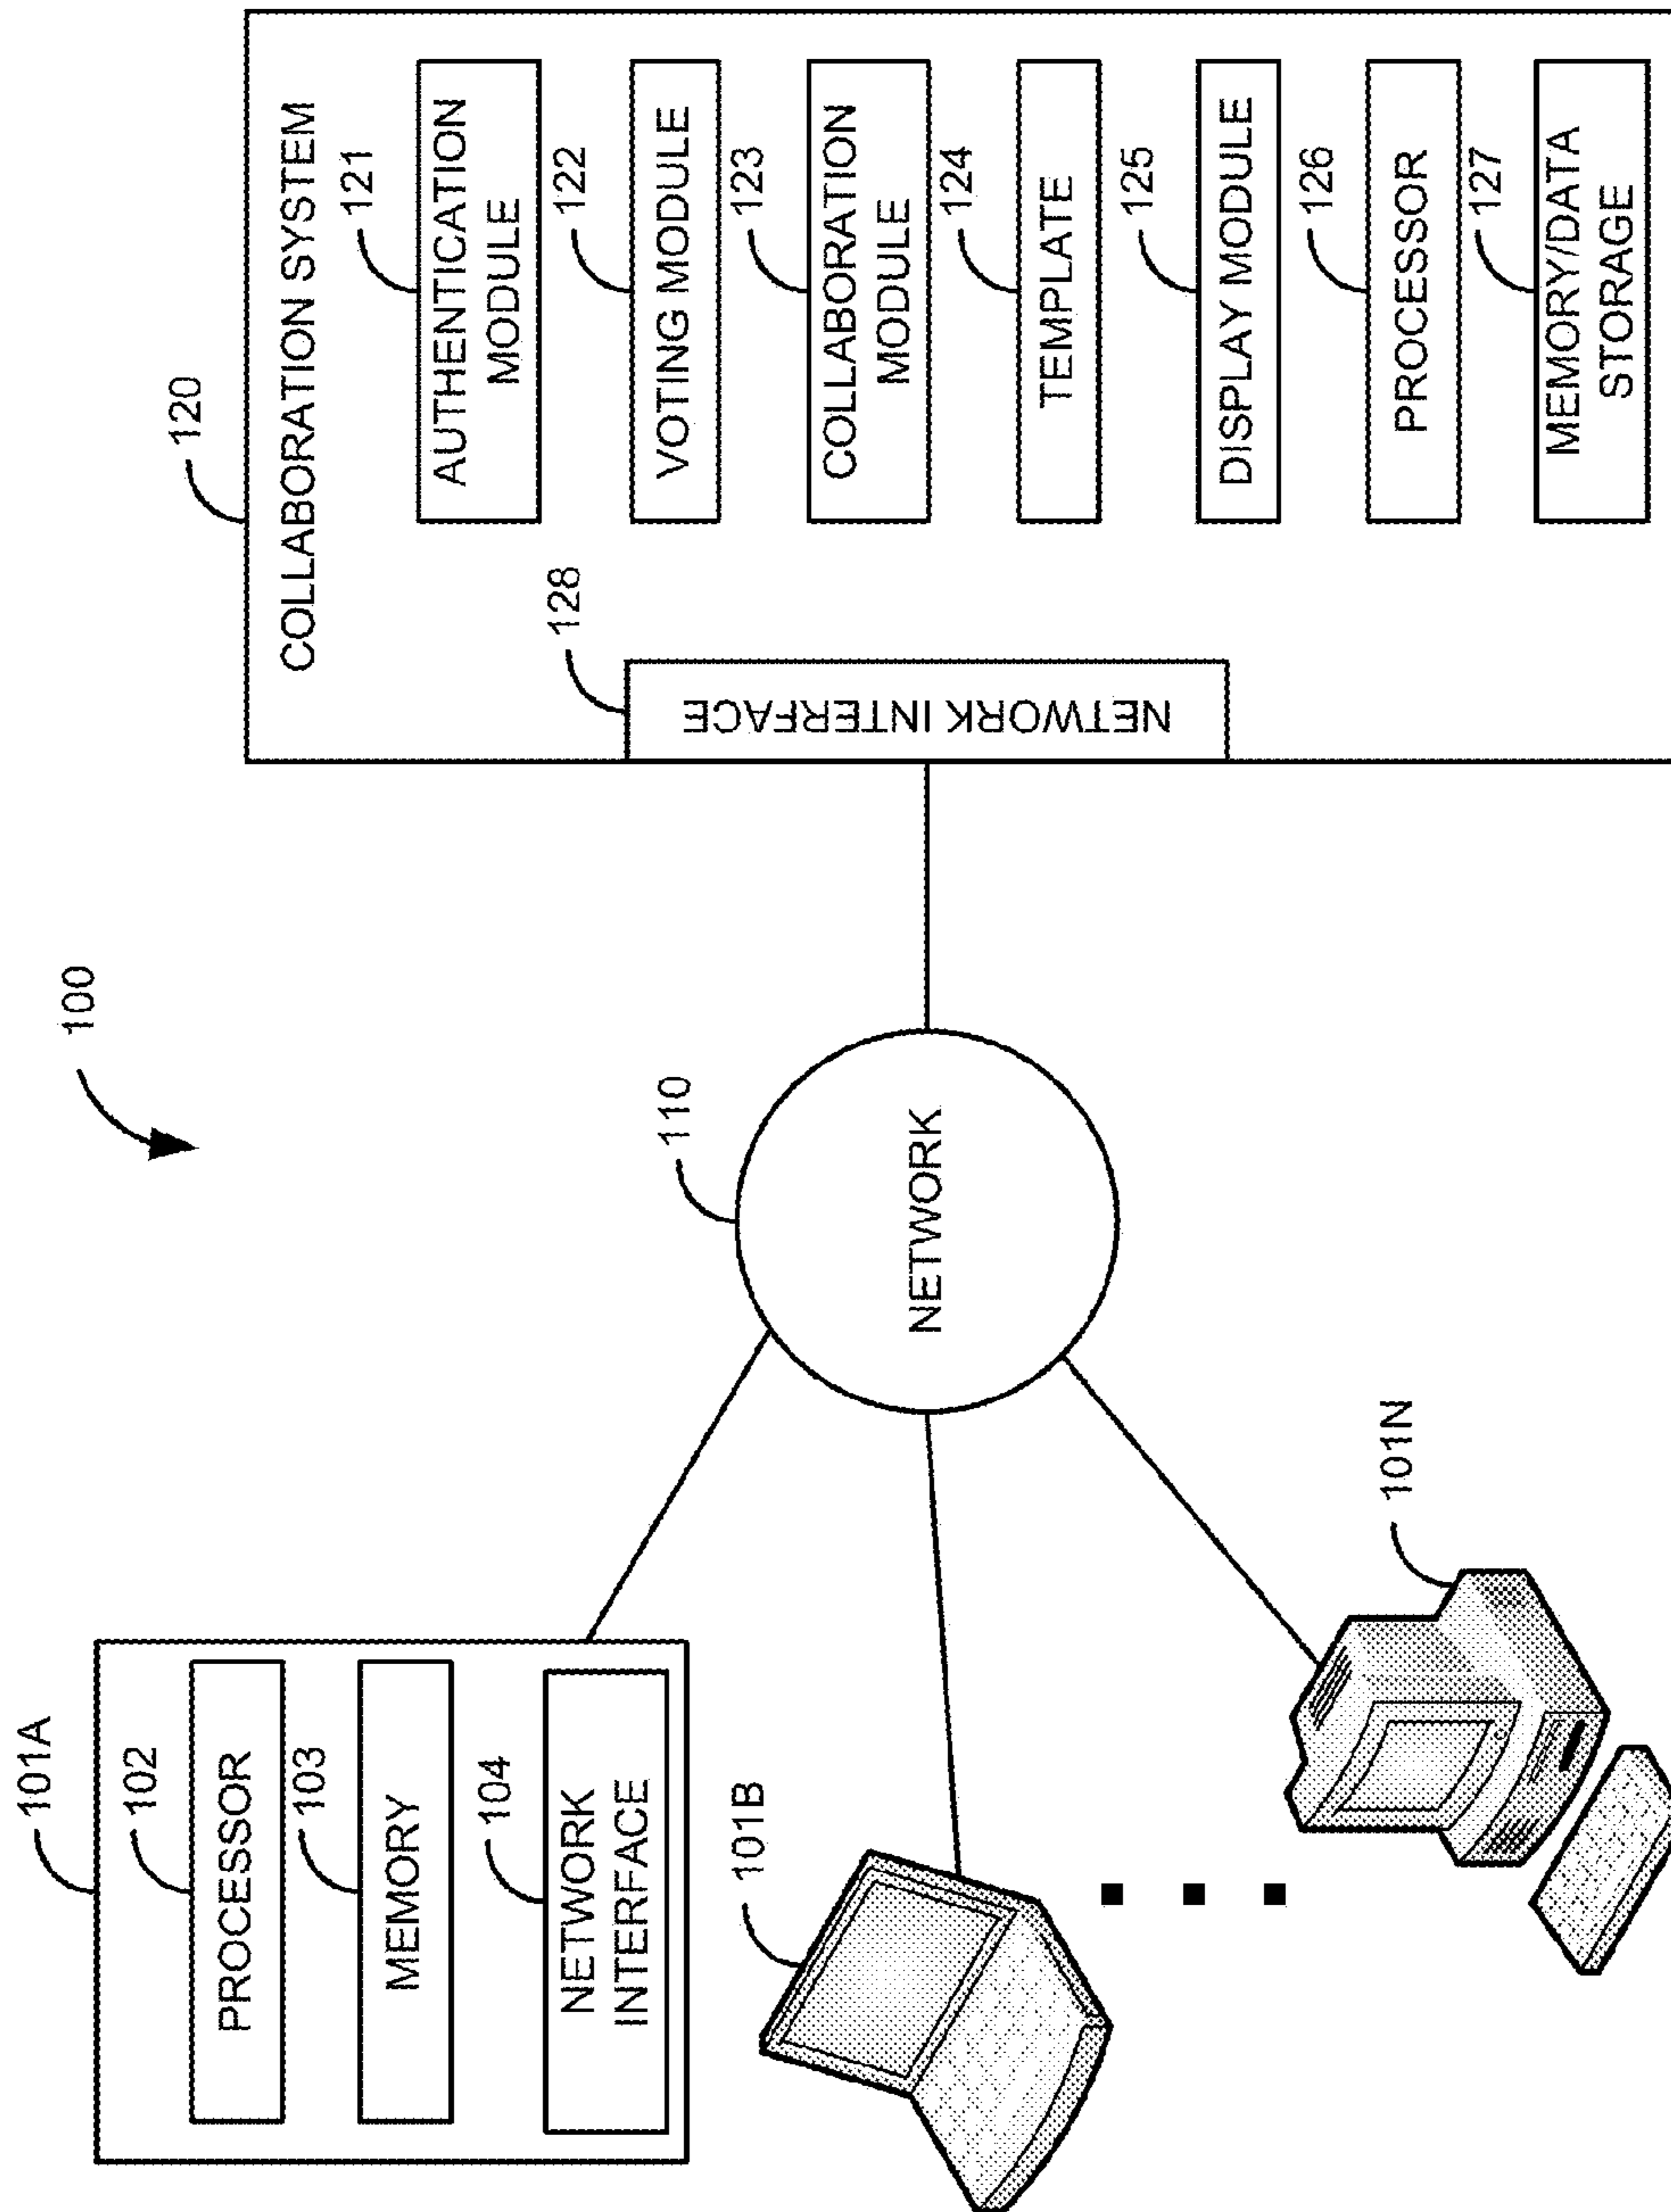 100
101A
102
PROCESSOR
103
MEMORY
104
NETWORK
INTERFACE
101B
101N
110
NETWORK
120
COLLABORATION SYSTEM
128
NETWORK INTERFACE
121
AUTHENTICATION
MODULE
122
VOTING MODULE
123
COLLABORATION
MODULE
124
TEMPLATE
125
DISPLAY MODULE
126
PROCESSOR
127
MEMORY/DATA
STORAGE